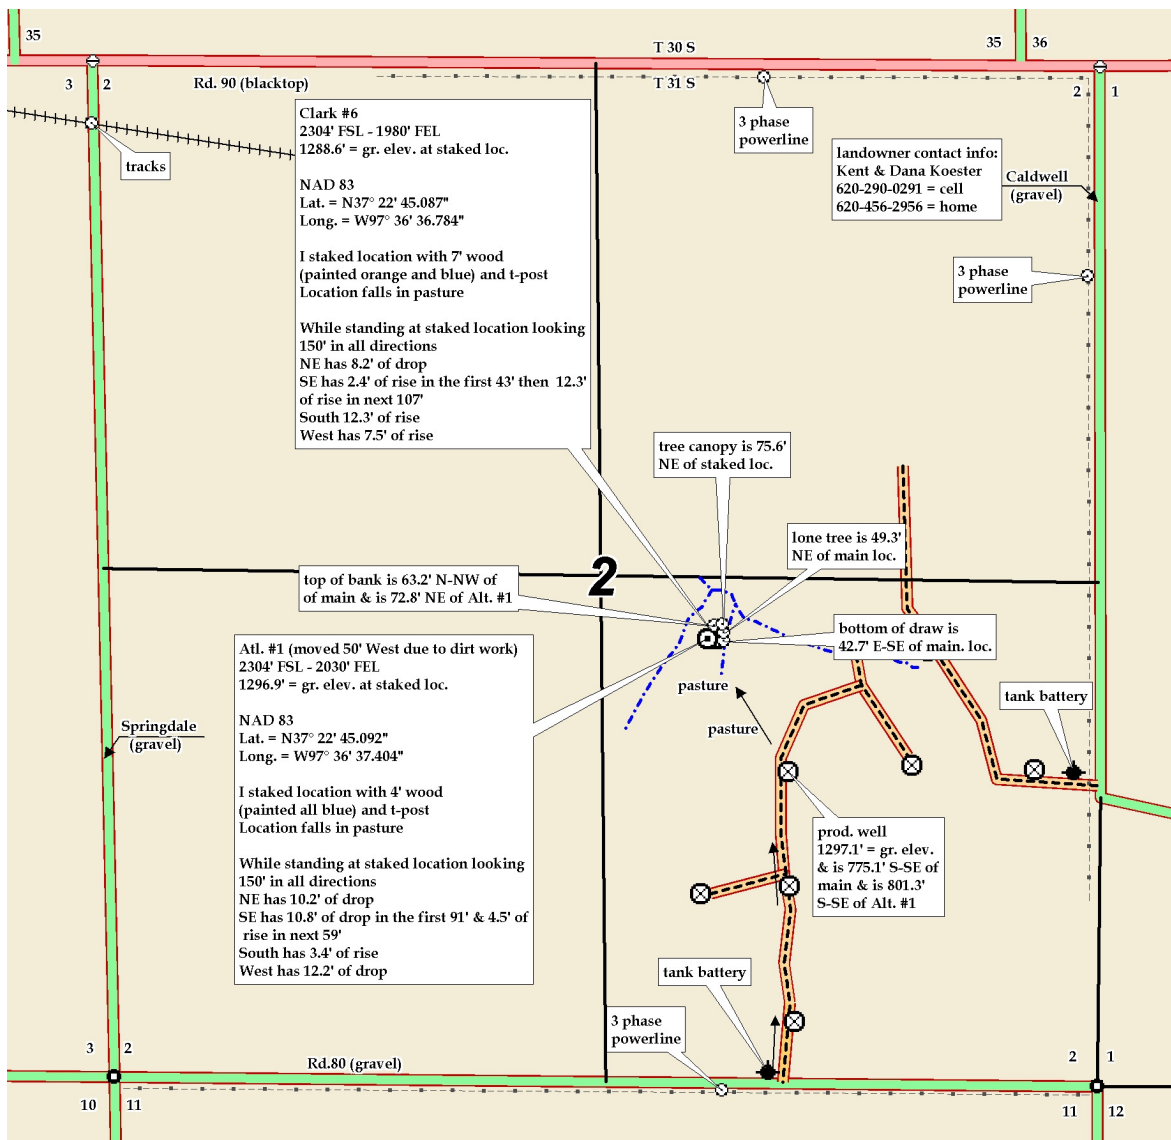 35
T 30 S
35
36
3
2
Rd. 90 (blacktop)
T 31 S
2
1
Clark #6
2304' FSL - 1980' FEL
1288.6' = gr. elev. at staked loc.
NAD 83
Lat. = N37° 22' 45.087"
Long. = W97° 36' 36.784"
I staked location with 7' wood
(painted orange and blue) and t-post
Location falls in pasture
While standing at staked location looking
150' in all directions
NE has 8.2' of drop
SE has 2.4' of rise in the first 43' then 12.3'
of rise in next 107'
South 12.3' of rise
West has 7.5' of rise
3 phase
powerline
tracks
landowner contact info:
Kent & Dana Koester
620-290-0291 = cell
620-456-2956 = home
Caldwell
(gravel)
3 phase
powerline
tree canopy is 75.6'
NE of staked loc.
lone tree is 49.3'
NE of main loc.
top of bank is 63.2' N-NW of
of main & is 72.8' NE of Alt. #1
2
bottom of draw is
42.7' E-SE of main. loc.
Atl. #1 (moved 50' West due to dirt work)
2304' FSL - 2030' FEL
1296.9' = gr. elev. at staked loc.
NAD 83
Lat. = N37° 22' 45.092"
Long. = W97° 36' 37.404"
I staked location with 4' wood
(painted all blue) and t-post
Location falls in pasture
While standing at staked location looking
150' in all directions
NE has 10.2' of drop
SE has 10.8' of drop in the first 91' & 4.5' of
rise in next 59'
South has 3.4' of rise
West has 12.2' of drop
pasture
pasture
tank battery
Springdale
(gravel)
prod. well
1297.1' = gr. elev.
& is 775.1' S-SE of
main & is 801.3'
S-SE of Alt. #1
tank battery
3 phase
powerline
3
2
Rd.80 (gravel)
2
1
10
11
11
12